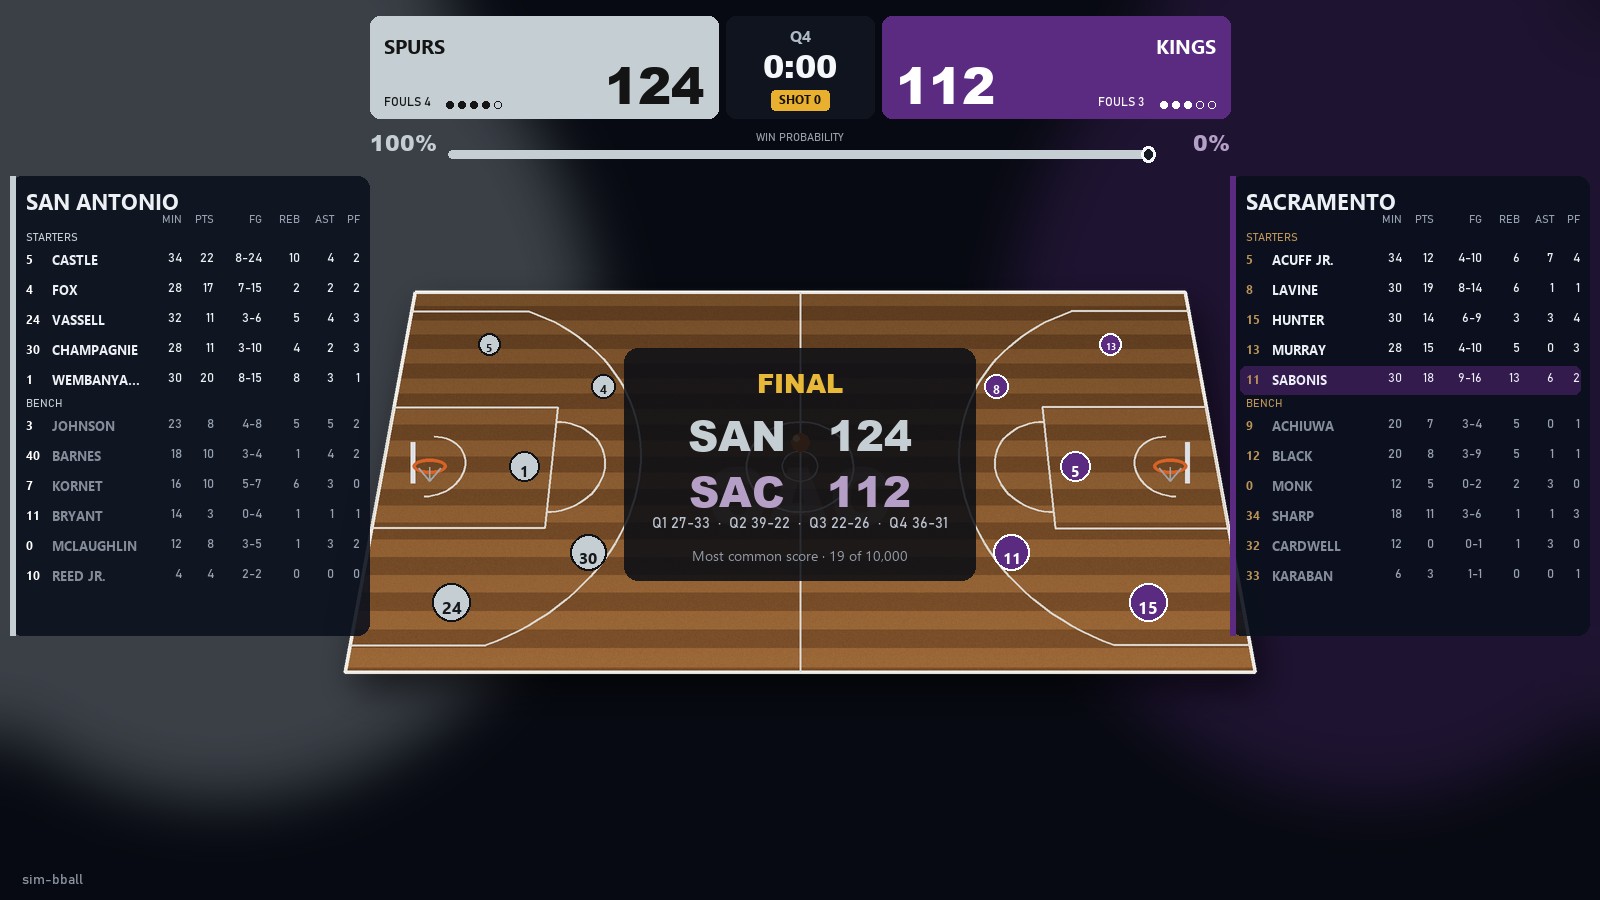 SPURS
FOULS 4
124
Q4
0:00
SHOT 0
KINGS
112
FOULS 3
100%
WIN PROBABILITY
0%
SAN ANTONIO
MIN PTS FG REB AST PF
STARTERS
5 CASTLE 34 22 8-24 10 4 2
4 FOX 28 17 7-15 2 2 2
24 VASSELL 32 11 3-6 5 4 3
30 CHAMPAGNIE 28 11 3-10 4 2 3
1 WEMBANYA... 30 20 8-15 8 3 1
BENCH
3 JOHNSON 23 8 4-8 5 5 2
40 BARNES 18 10 3-4 1 4 2
7 KORNET 16 10 5-7 6 3 0
11 BRYANT 14 3 0-4 1 1 1
0 MCLAUGHLIN 12 8 3-5 1 3 2
10 REED JR. 4 4 2-2 0 0 0
5
4
1
30
24
FINAL
SAN 124
SAC 112
Q1 27-33 · Q2 39-22 · Q3 22-26 · Q4 36-31
Most common score · 19 of 10,000
13
8
5
11
15
SACRAMENTO
MIN PTS FG REB AST PF
STARTERS
5 ACUFF JR. 34 12 4-10 6 7 4
8 LAVINE 30 19 8-14 6 1 1
15 HUNTER 30 14 6-9 3 3 4
13 MURRAY 28 15 4-10 5 0 3
11 SABONIS 30 18 9-16 13 6 2
BENCH
9 ACHIUWA 20 7 3-4 5 0 1
12 BLACK 20 8 3-9 5 1 1
0 MONK 12 5 0-2 2 3 0
34 SHARP 18 11 3-6 1 1 3
32 CARDWELL 12 0 0-1 1 3 0
33 KARABAN 6 3 1-1 0 0 1
sim-bball